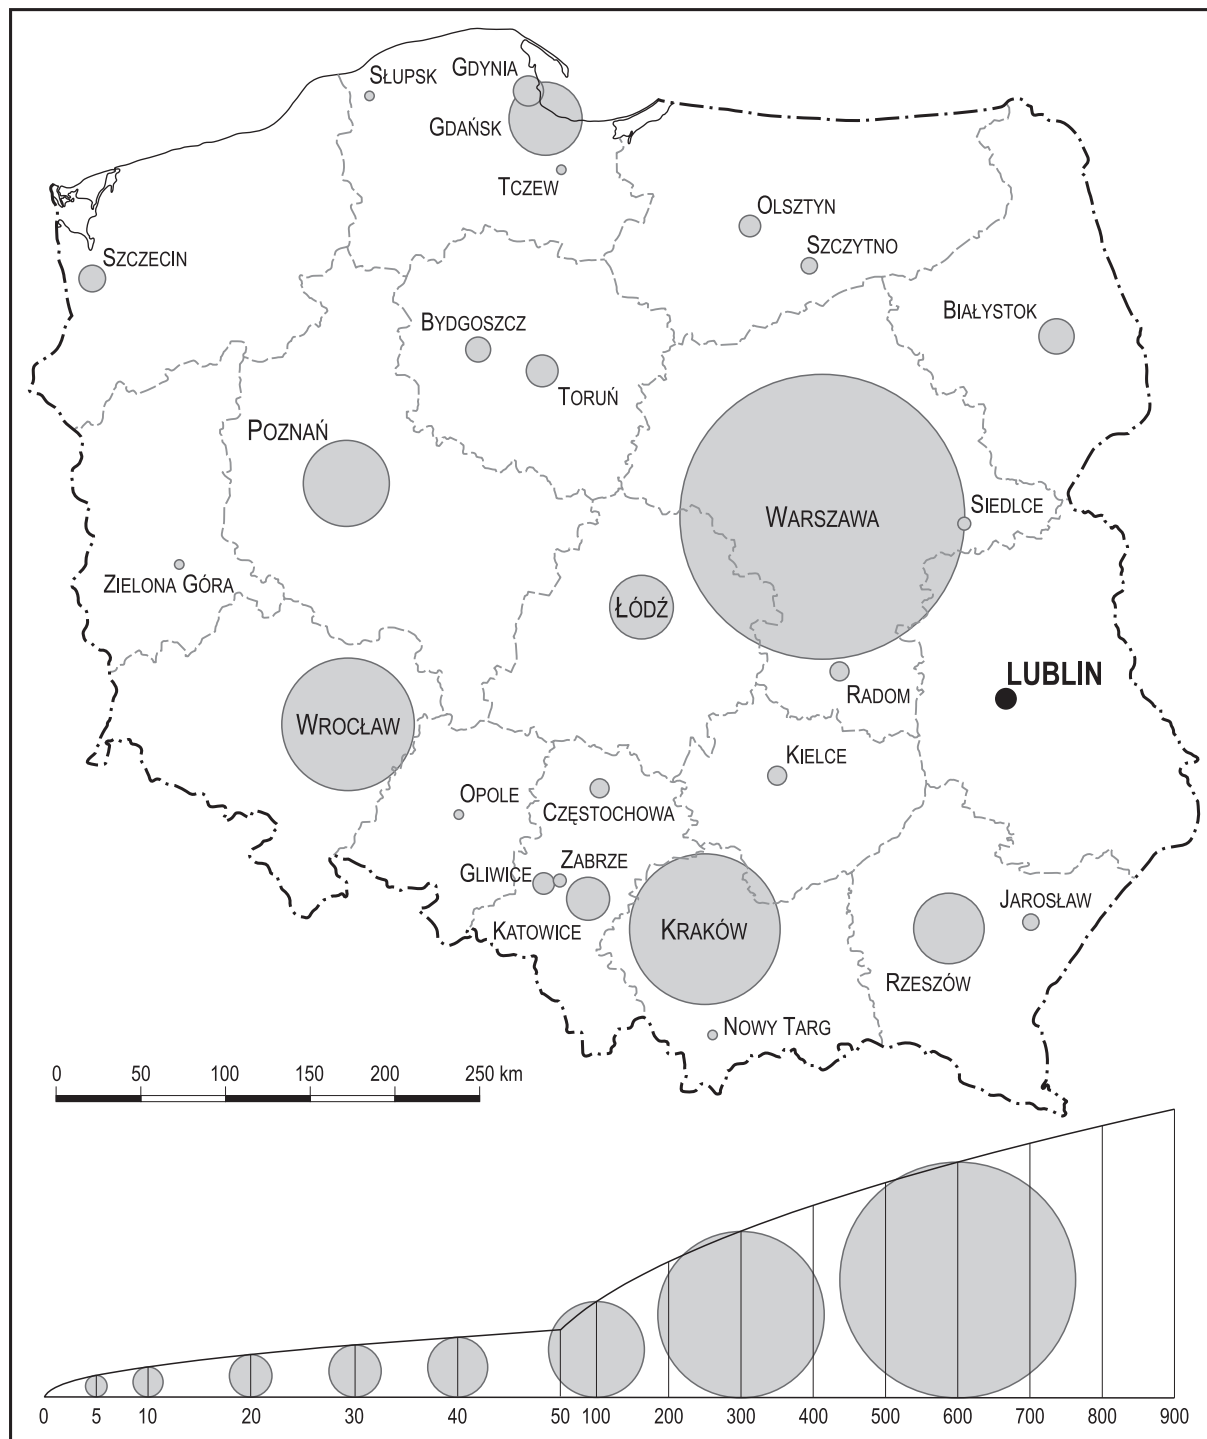 SŁUPSK
GDYNIA
GDAŃSK
TCZEW
OLSZTYN
SZCZYTNO
SZCZECIN
BIAŁYSTOK
BYDGOSZCZ
TORUŃ
POZNAŃ
WARSZAWA
SIEDLCE
ZIELONA GÓRA
ŁÓDŹ
LUBLIN
RADOM
WROCŁAW
KIELCE
OPOLE
CZĘSTOCHOWA
ZABRZE
GLIWICE
KATOWICE
KRAKÓW
JAROSŁAW
RZESZÓW
NOWY TARG
0 50 100 150 200 250 km
0 5 10 20 30 40 50 100 200 300 400 500 600 700 800 900